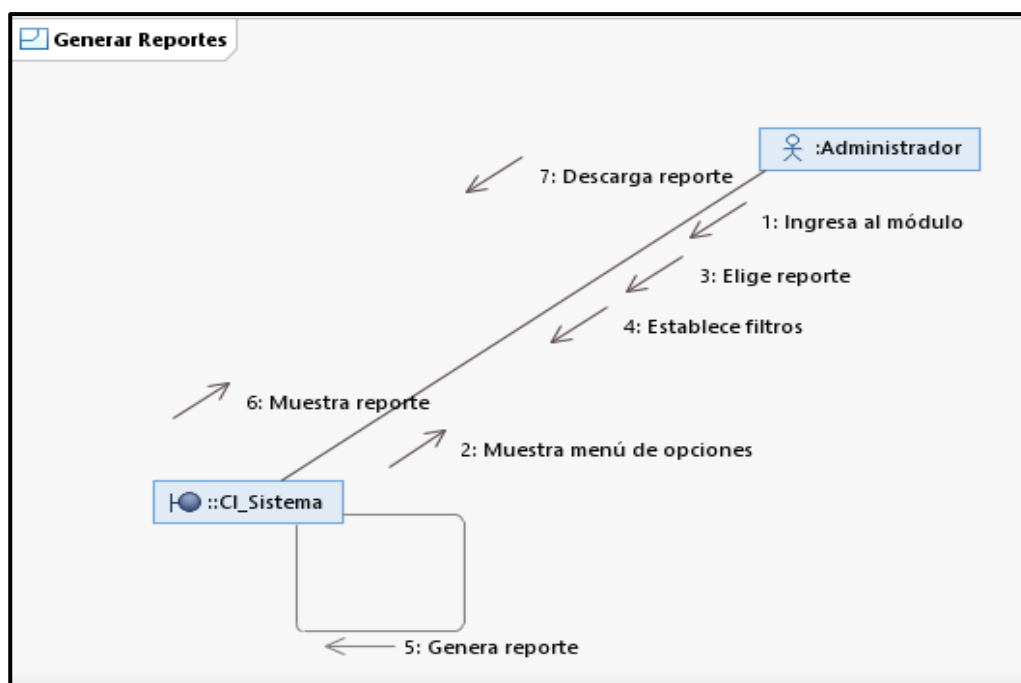 Generar Reportes
:Administrador
7: Descarga reporte
1: Ingresa al módulo
3: Elige reporte
4: Establece filtros
6: Muestra reporte
2: Muestra menú de opciones
::CI_Sistema
5: Genera reporte